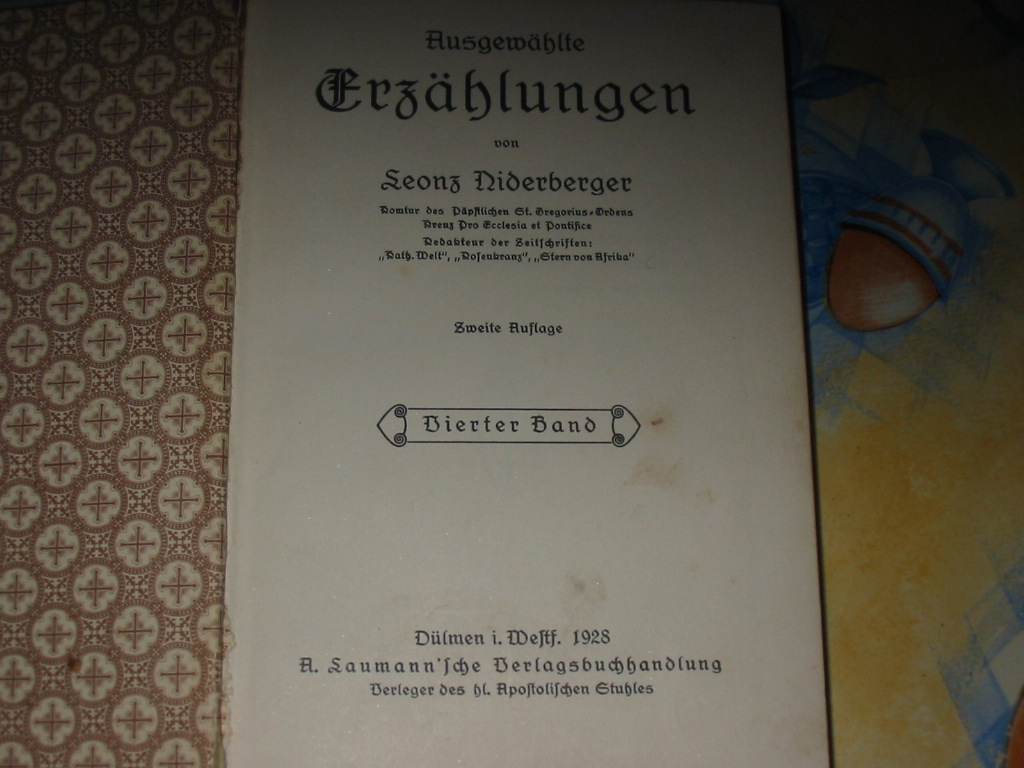 Ausgewählte
Erzählungen
von
Leonz Niderberger
Komtur des Päpstlichen St. Gregorius-Ordens
Kreuz Pro Ecclesia et Pontifice
Redakteur der Zeitschriften:
„Kath. Welt", „Rosenkranz", „Stern von Afrika"
Zweite Auflage
Vierter Band
Dülmen i. Westf. 1928
A. Laumann'sche Verlagsbuchhandlung
Verleger des hl. Apostolischen Stuhles